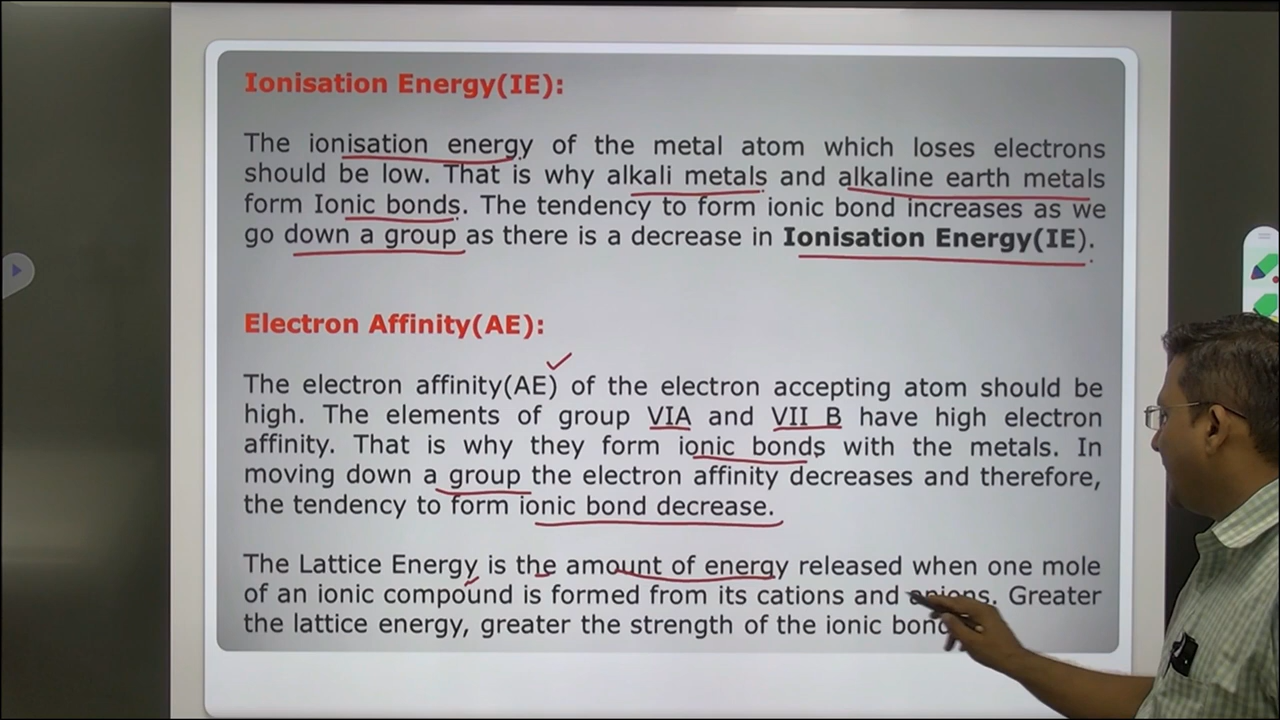 Ionisation Energy(IE):
The ionisation energy of the metal atom which loses electrons
should be low. That is why alkali metals and alkaline earth metals
form Ionic bonds. The tendency to form ionic bond increases as we
go down a group as there is a decrease in Ionisation Energy(IE).
Electron Affinity(AE):
The electron affinity(AE) of the electron accepting atom should be
high. The elements of group VIA and VII B have high electron
affinity. That is why they form ionic bonds with the metals. In
moving down a group the electron affinity decreases and therefore,
the tendency to form ionic bond decrease.
The Lattice Energy is the amount of energy released when one mole
of an ionic compound is formed from its cations and anions. Greater
the lattice energy, greater the strength of the ionic bond